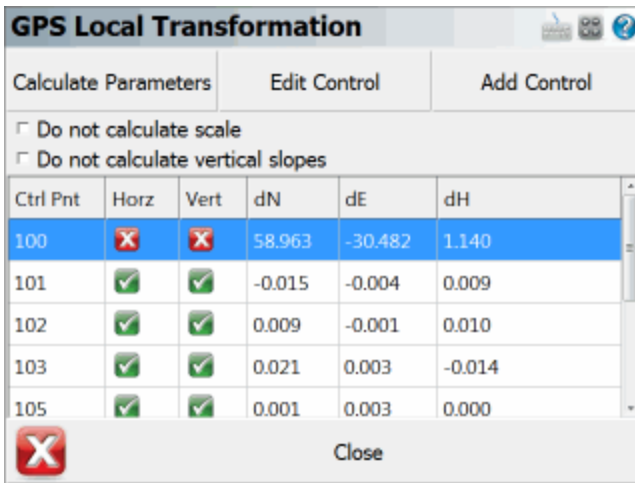 GPS Local Transformation
Calculate Parameters Edit Control Add Control
Do not calculate scale
Do not calculate vertical slopes
Ctrl Pnt Horz Vert dN dE dH
100 58.963 -30.482 1.140
101 -0.015 -0.004 0.009
102 0.009 -0.001 0.010
103 0.021 0.003 -0.014
105 0.001 0.003 0.000
Close